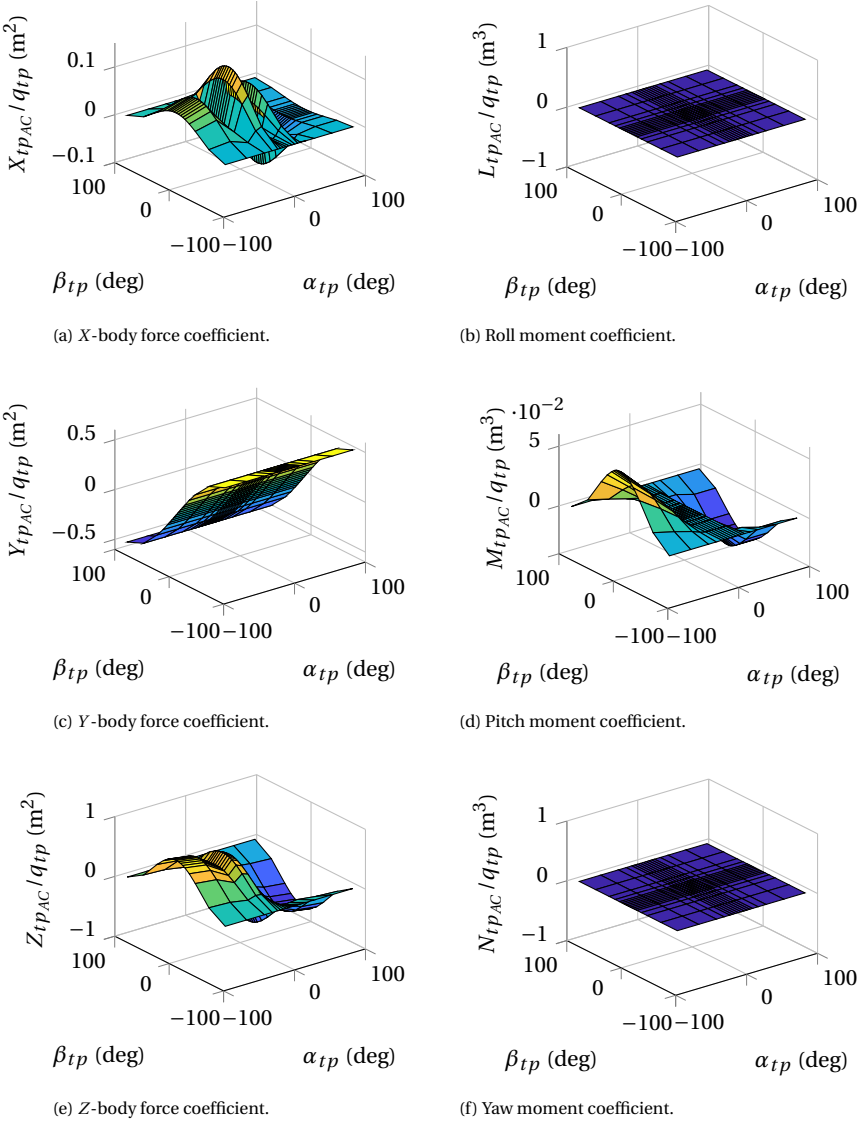 X_{tp_{AC}} / q_{tp} (m²)
0.1
0
−0.1
100
0
−100
−100
0
100
β_{tp} (deg)
α_{tp} (deg)
(a) X-body force coefficient.
L_{tp_{AC}} / q_{tp} (m³)
1
0
−1
100
0
−100
−100
0
100
β_{tp} (deg)
α_{tp} (deg)
(b) Roll moment coefficient.
Y_{tp_{AC}} / q_{tp} (m²)
0.5
0
−0.5
100
0
−100
−100
0
100
β_{tp} (deg)
α_{tp} (deg)
(c) Y-body force coefficient.
M_{tp_{AC}} / q_{tp} (m³)
·10⁻²
5
0
100
0
−100
−100
0
100
β_{tp} (deg)
α_{tp} (deg)
(d) Pitch moment coefficient.
Z_{tp_{AC}} / q_{tp} (m²)
1
0
−1
100
0
−100
−100
0
100
β_{tp} (deg)
α_{tp} (deg)
(e) Z-body force coefficient.
N_{tp_{AC}} / q_{tp} (m³)
1
0
−1
100
0
−100
−100
0
100
β_{tp} (deg)
α_{tp} (deg)
(f) Yaw moment coefficient.